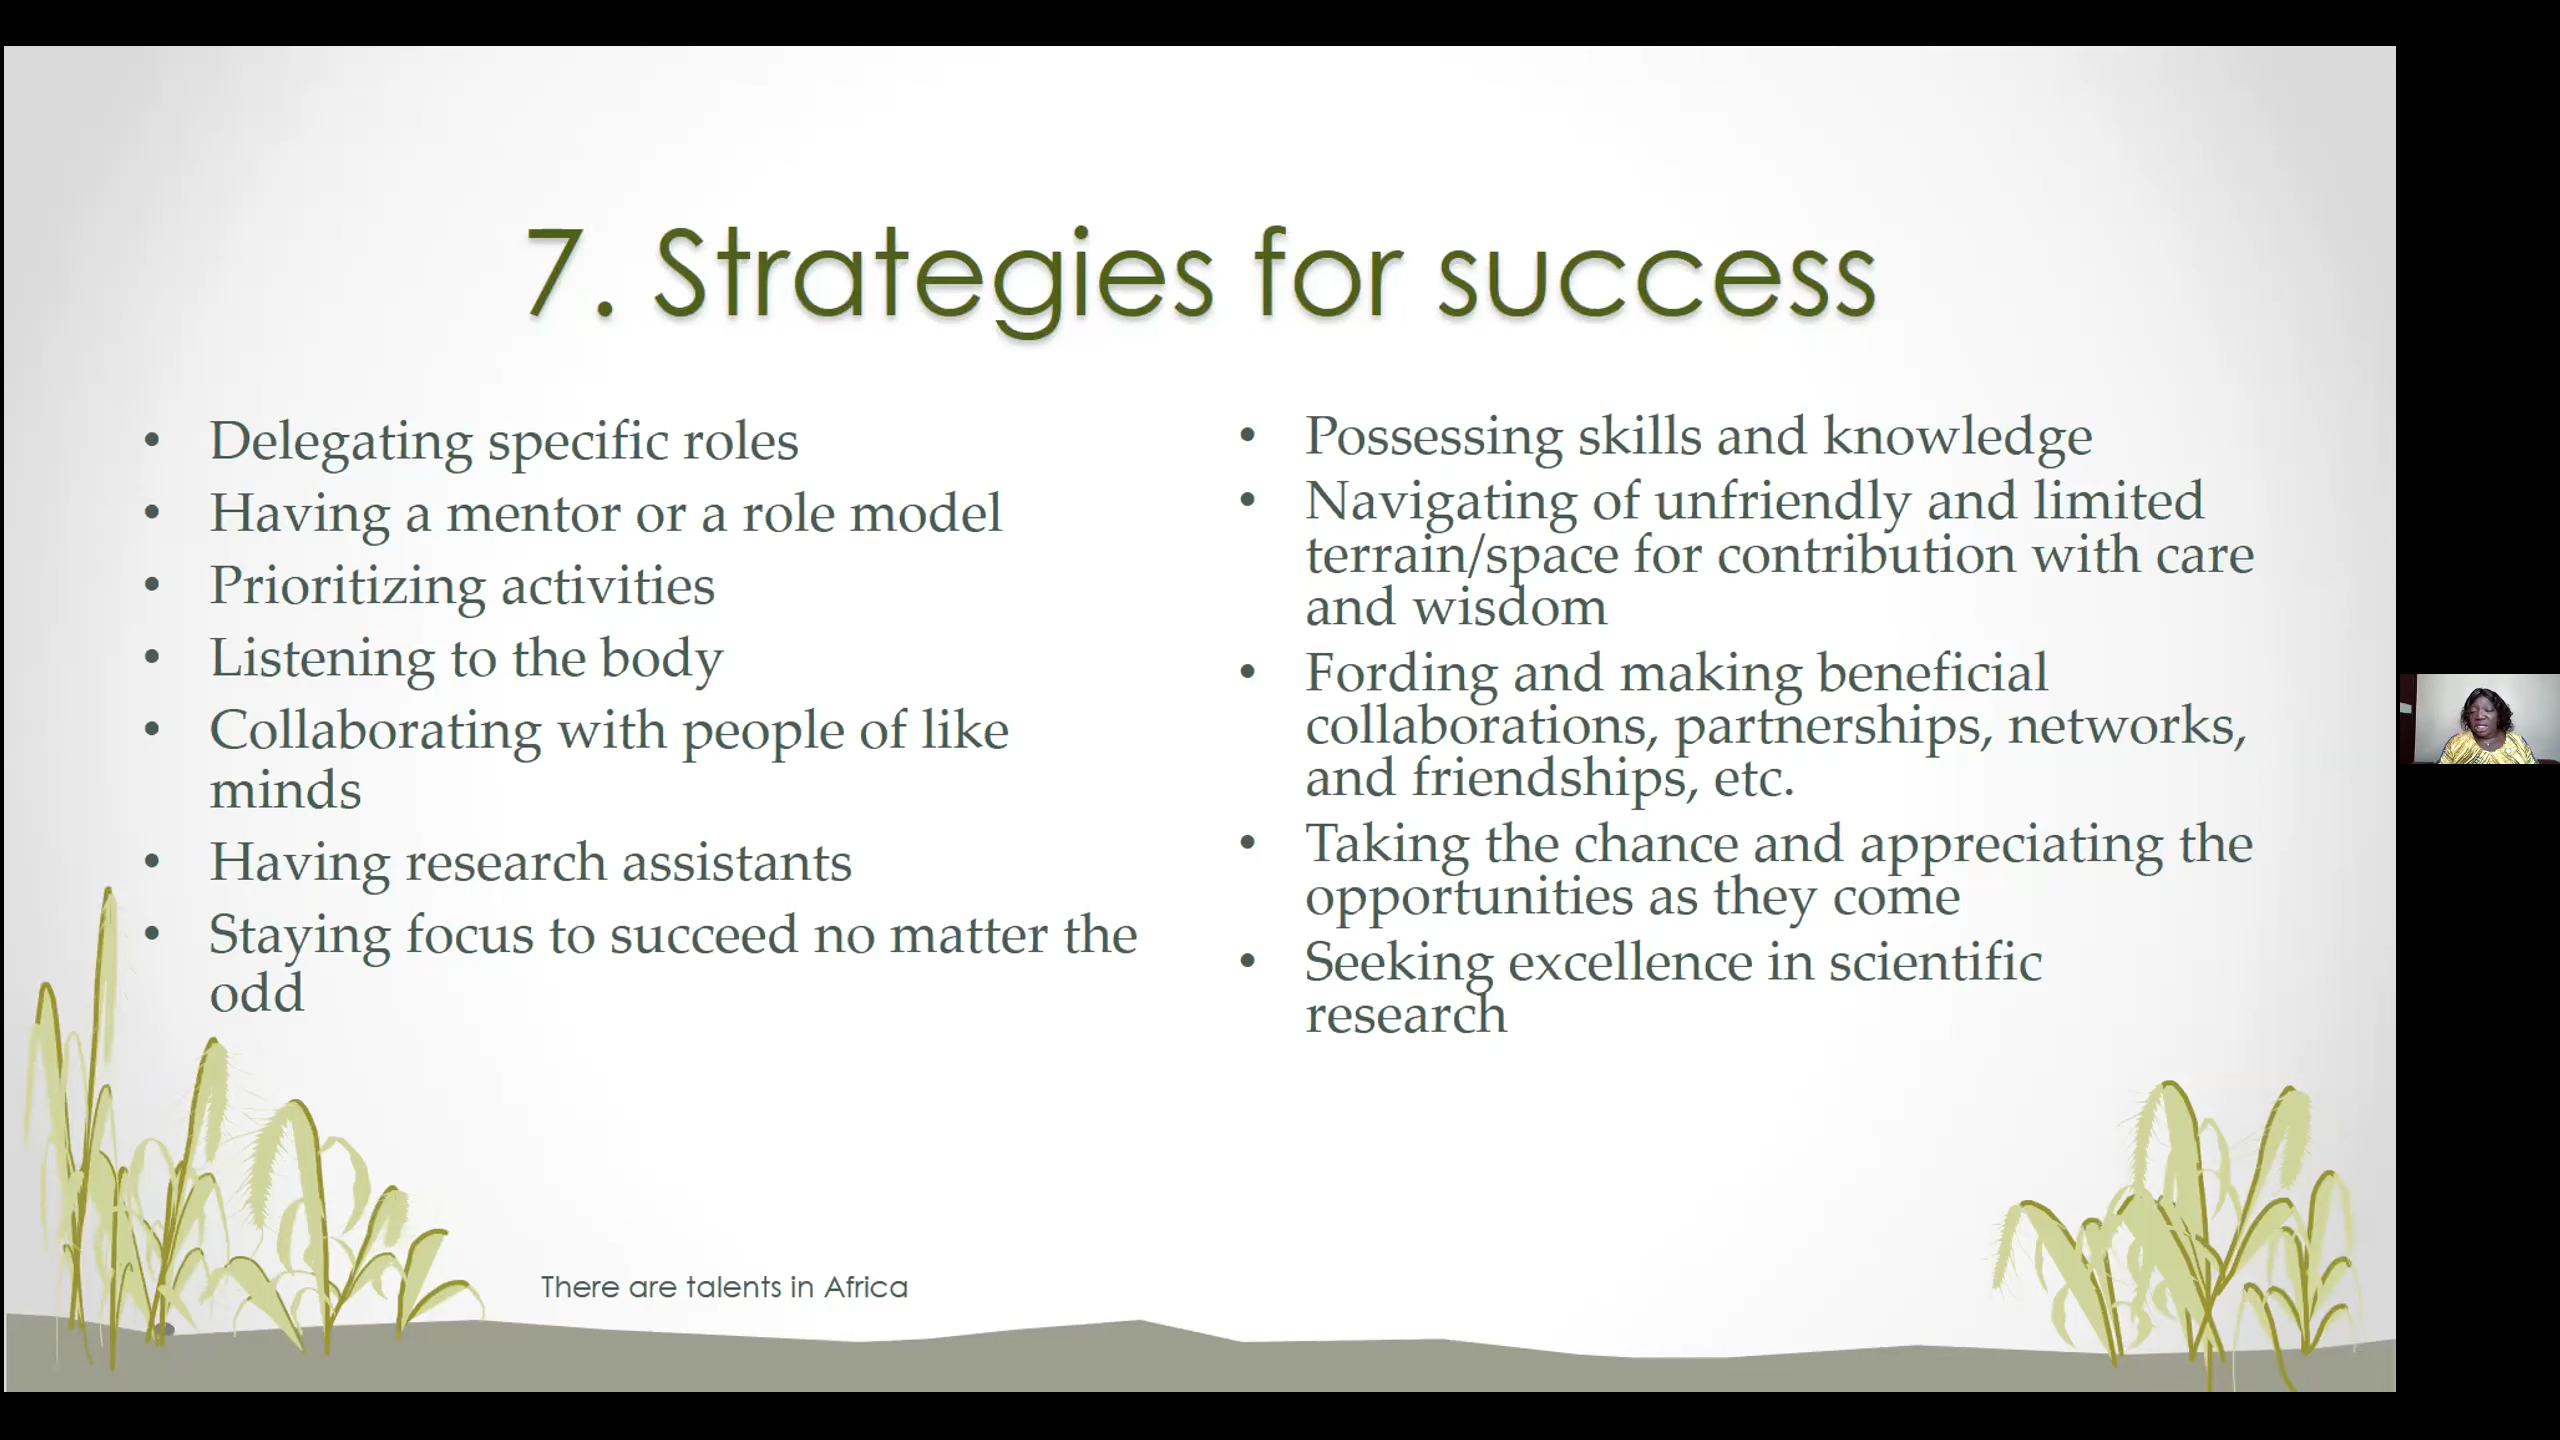 7. Strategies for success
• Delegating specific roles
• Having a mentor or a role model
• Prioritizing activities
• Listening to the body
• Collaborating with people of like
minds
• Having research assistants
• Staying focus to succeed no matter the
odd
• Possessing skills and knowledge
• Navigating of unfriendly and limited
terrain/space for contribution with care
and wisdom
• Fording and making beneficial
collaborations, partnerships, networks,
and friendships, etc.
• Taking the chance and appreciating the
opportunities as they come
• Seeking excellence in scientific
research
There are talents in Africa